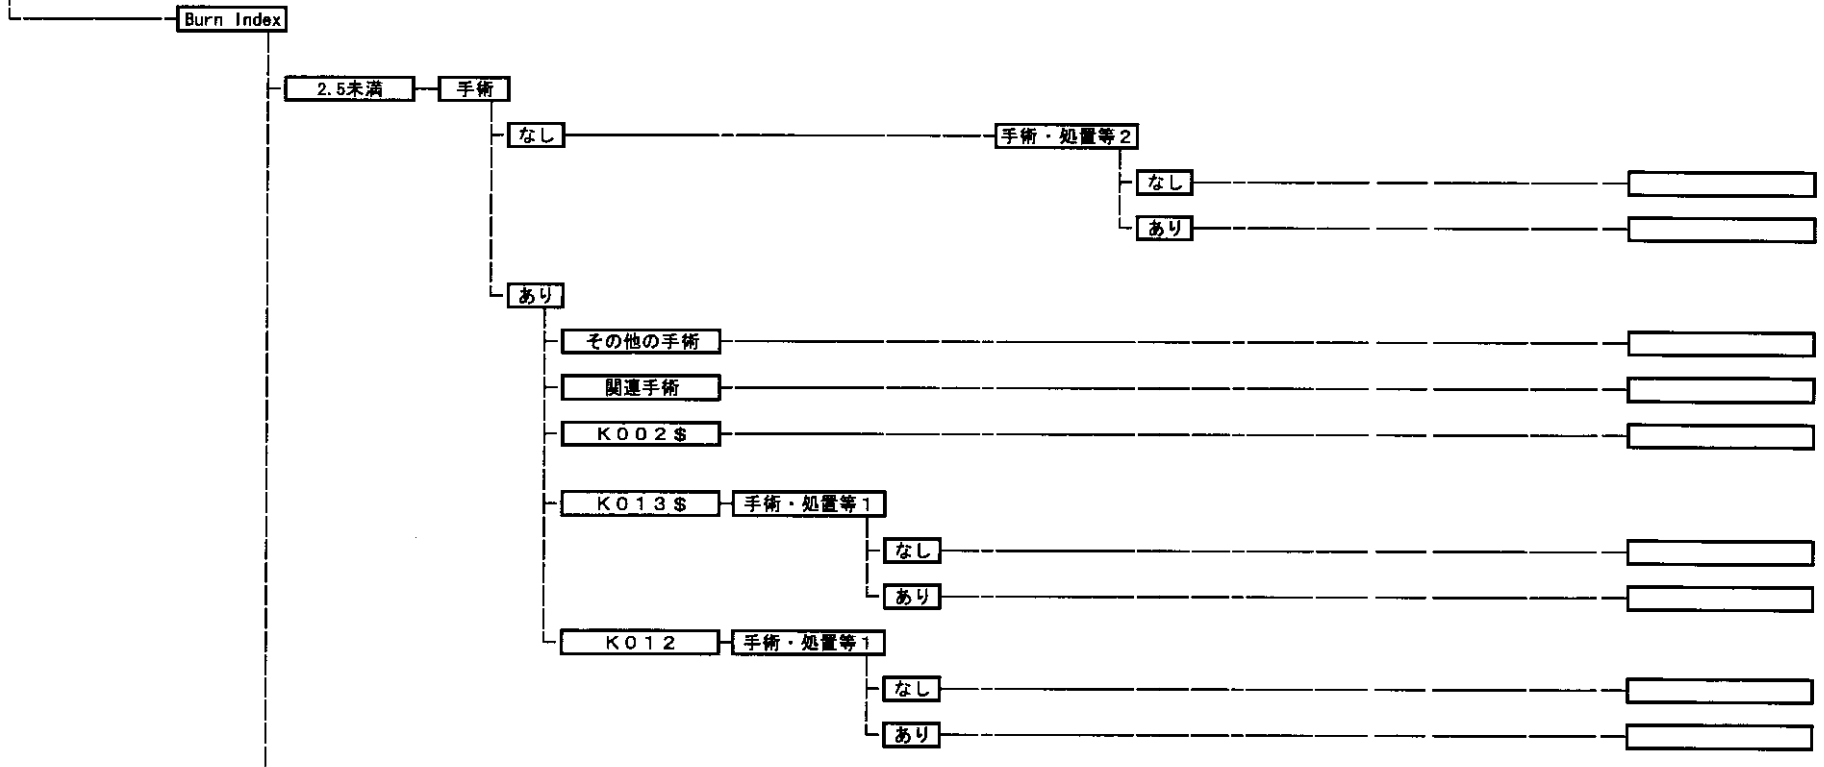 Burn Index
2.5未満 手術
なし 手術・処置等2
なし
あり
あり
その他の手術
関連手術
K002$
K013$ 手術・処置等1
なし
あり
K012 手術・処置等1
なし
あり